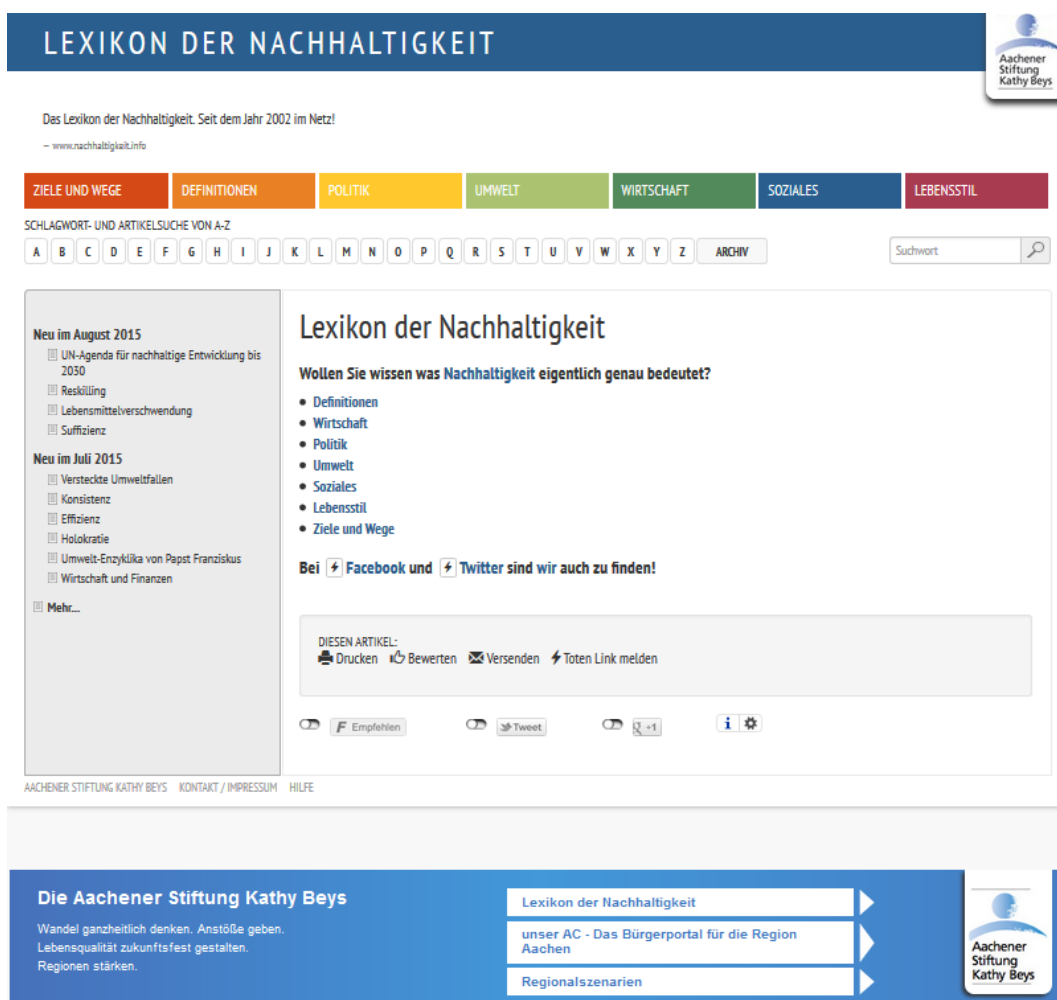 LEXIKON DER NACHHALTIGKEIT
Aachener
Stiftung
Kathy Beys
Das Lexikon der Nachhaltigkeit. Seit dem Jahr 2002 im Netz!
– www.nachhaltigkeit.info
ZIELE UND WEGE DEFINITIONEN POLITIK UMWELT WIRTSCHAFT SOZIALES LEBENSSTIL
SCHLAGWORT- UND ARTIKELSUCHE VON A-Z
A B C D E F G H I J K L M N O P Q R S T U V W X Y Z ARCHIV Suchwort
Neu im August 2015
UN-Agenda für nachhaltige Entwicklung bis
2030
Reskilling
Lebensmittelverschwendung
Suffizienz
Neu im Juli 2015
Versteckte Umweltfallen
Konsistenz
Effizienz
Holokratie
Umwelt-Enzyklika von Papst Franziskus
Wirtschaft und Finanzen
Mehr...
Lexikon der Nachhaltigkeit
Wollen Sie wissen was Nachhaltigkeit eigentlich genau bedeutet?
• Definitionen
• Wirtschaft
• Politik
• Umwelt
• Soziales
• Lebensstil
• Ziele und Wege
Bei Facebook und Twitter sind wir auch zu finden!
DIESEN ARTIKEL:
Drucken Bewerten Versenden Toten Link melden
F Empfehlen Tweet g +1 i
AACHENER STIFTUNG KATHY BEYS KONTAKT / IMPRESSUM HILFE
Die Aachener Stiftung Kathy Beys
Wandel ganzheitlich denken. Anstöße geben.
Lebensqualität zukunftsfest gestalten.
Regionen stärken.
Lexikon der Nachhaltigkeit
unser AC - Das Bürgerportal für die Region
Aachen
Regionalszenarien
Aachener
Stiftung
Kathy Beys